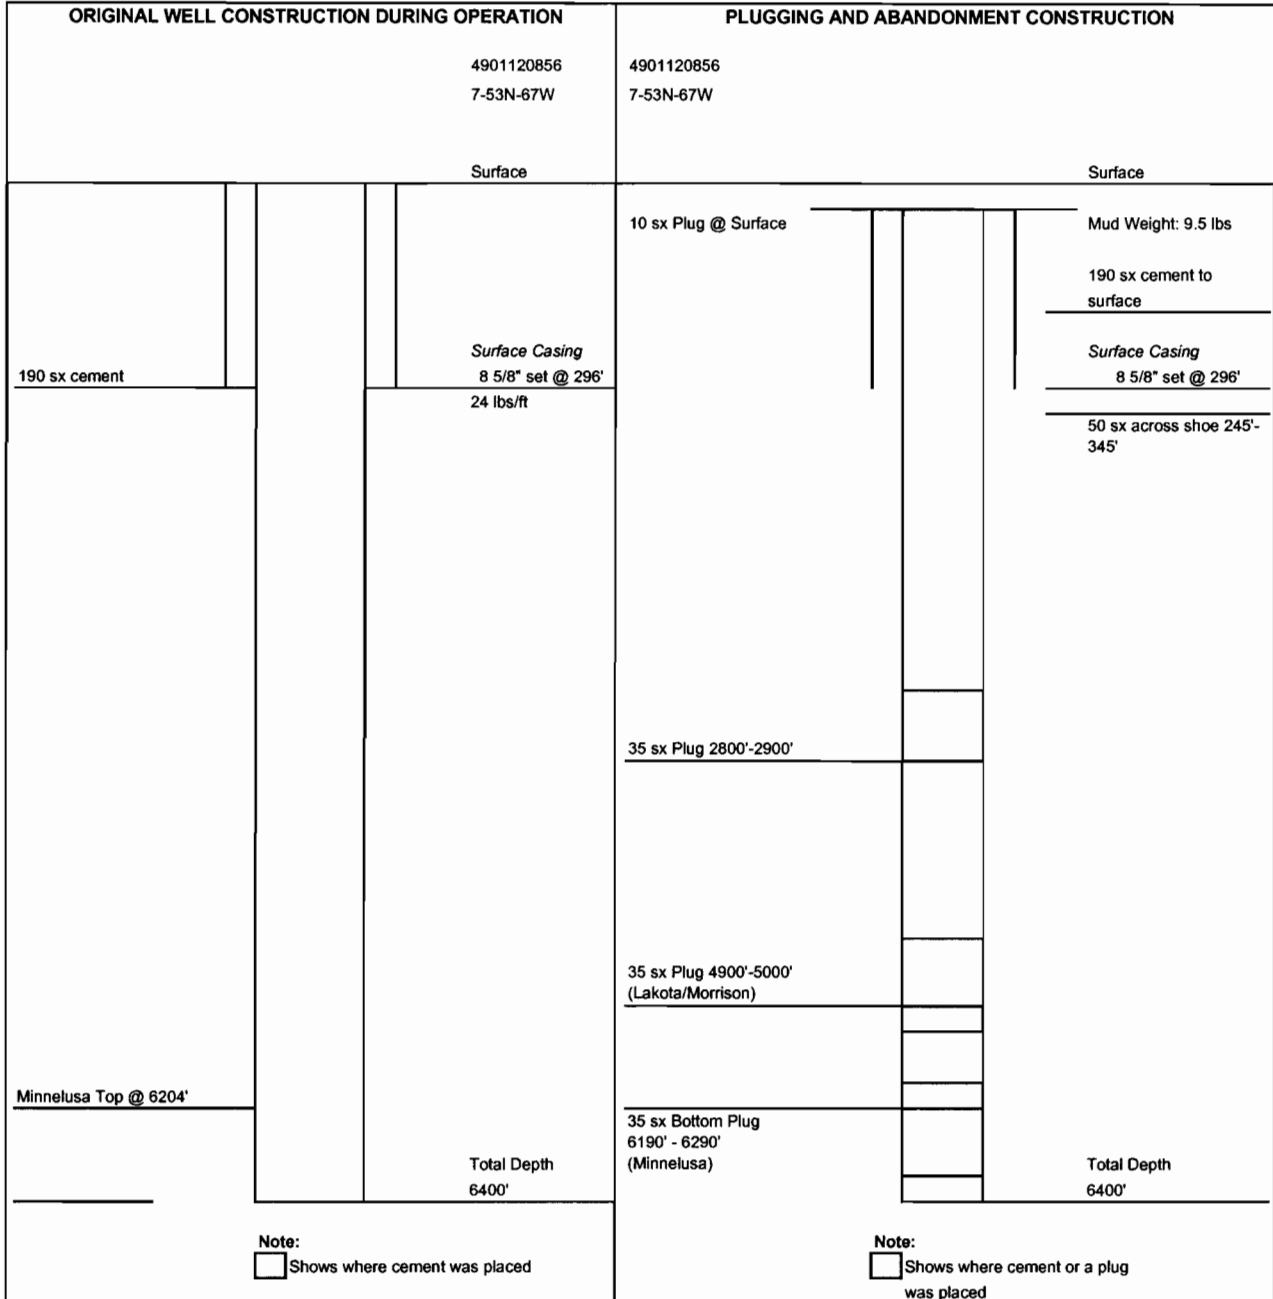 ORIGINAL WELL CONSTRUCTION DURING OPERATION
4901120856
7-53N-67W
Surface
Surface Casing
190 sx cement
8 5/8" set @ 296'
24 lbs/ft
Minnelusa Top @ 6204'
Total Depth
6400'
Note:
Shows where cement was placed
PLUGGING AND ABANDONMENT CONSTRUCTION
4901120856
7-53N-67W
Surface
10 sx Plug @ Surface
Mud Weight: 9.5 lbs
190 sx cement to
surface
Surface Casing
8 5/8" set @ 296'
50 sx across shoe 245'-
345'
35 sx Plug 2800'-2900'
35 sx Plug 4900'-5000'
(Lakota/Morrison)
35 sx Bottom Plug
6190' - 6290'
(Minnelusa)
Total Depth
6400'
Note:
Shows where cement or a plug
was placed